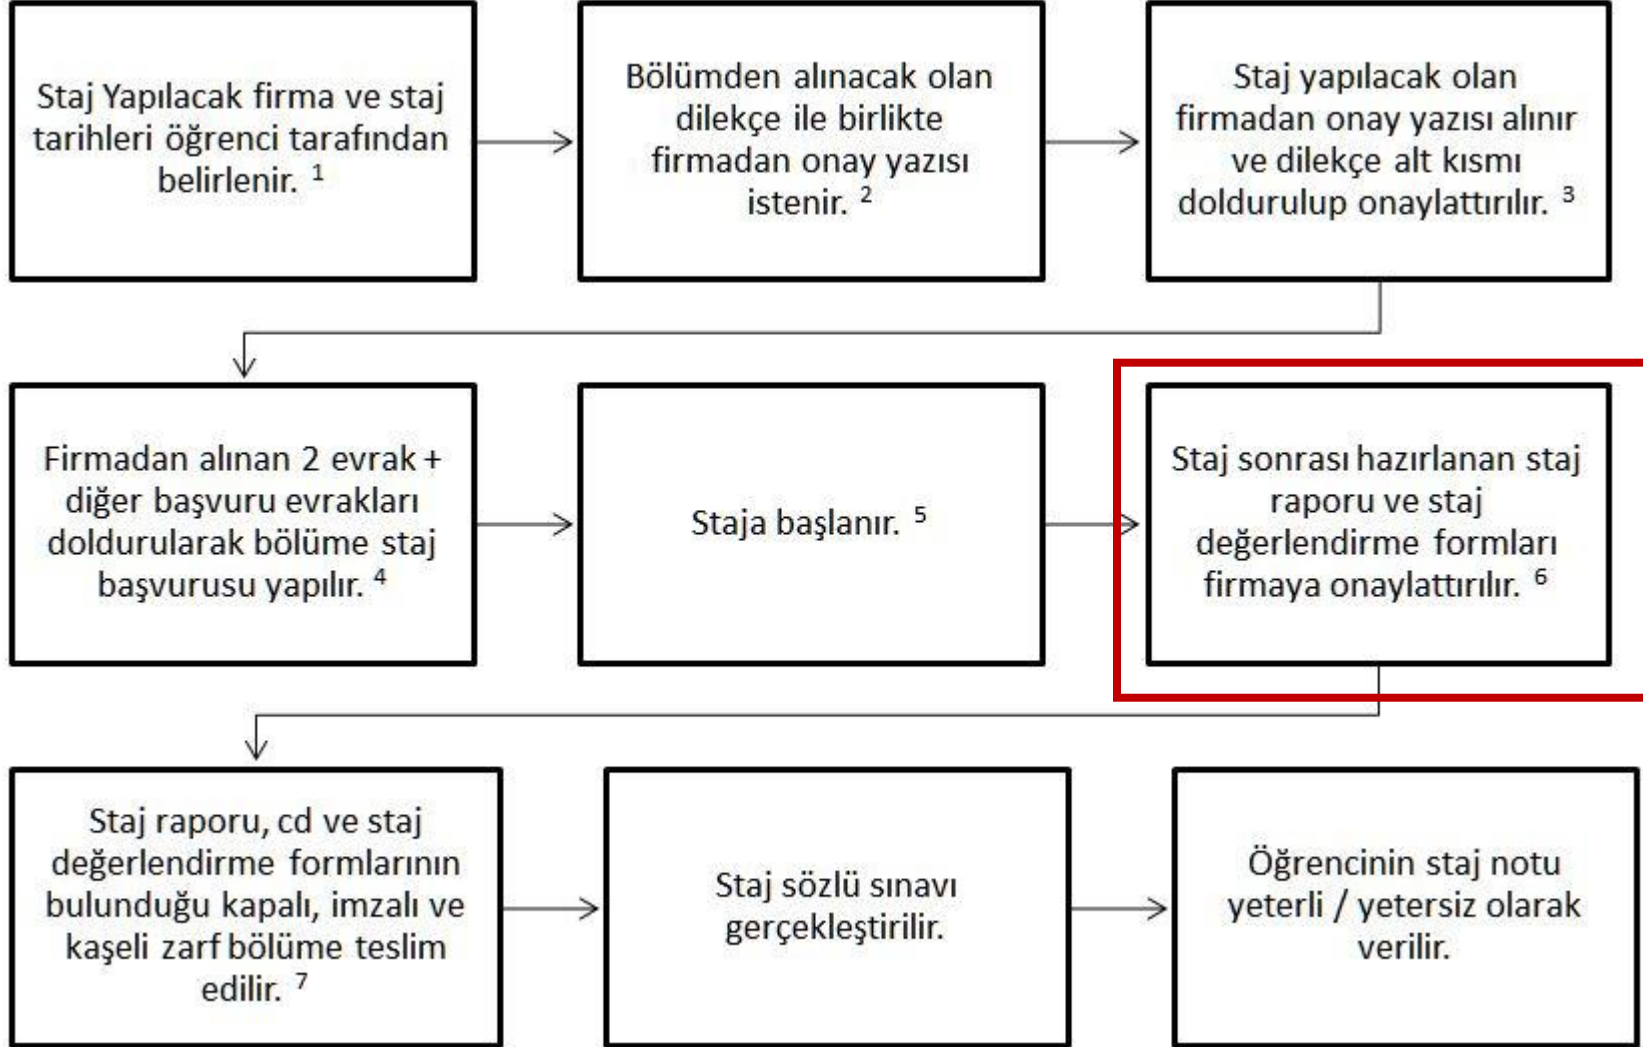 Staj Yapılacak firma ve staj
tarihleri öğrenci tarafından
belirlenir. 1
Bölümden alınacak olan
dilekçe ile birlikte
firmadan onay yazısı
istenir. 2
Staj yapılacak olan
firmadan onay yazısı alınır
ve dilekçe alt kısmı
doldurulup onaylattırılır. 3
Firmadan alınan 2 evrak +
diğer başvuru evrakları
doldurularak bölüme staj
başvurusu yapılır. 4
Staja başlanır. 5
Staj sonrası hazırlanan staj
raporu ve staj
değerlendirme formları
firmaya onaylattırılır. 6
Staj raporu, cd ve staj
değerlendirme formlarının
bulunduğu kapalı, imzalı ve
kaşeli zarf bölüme teslim
edilir. 7
Staj sözlü sınavı
gerçekleştirilir.
Öğrencinin staj notu
yeterli / yetersiz olarak
verilir.